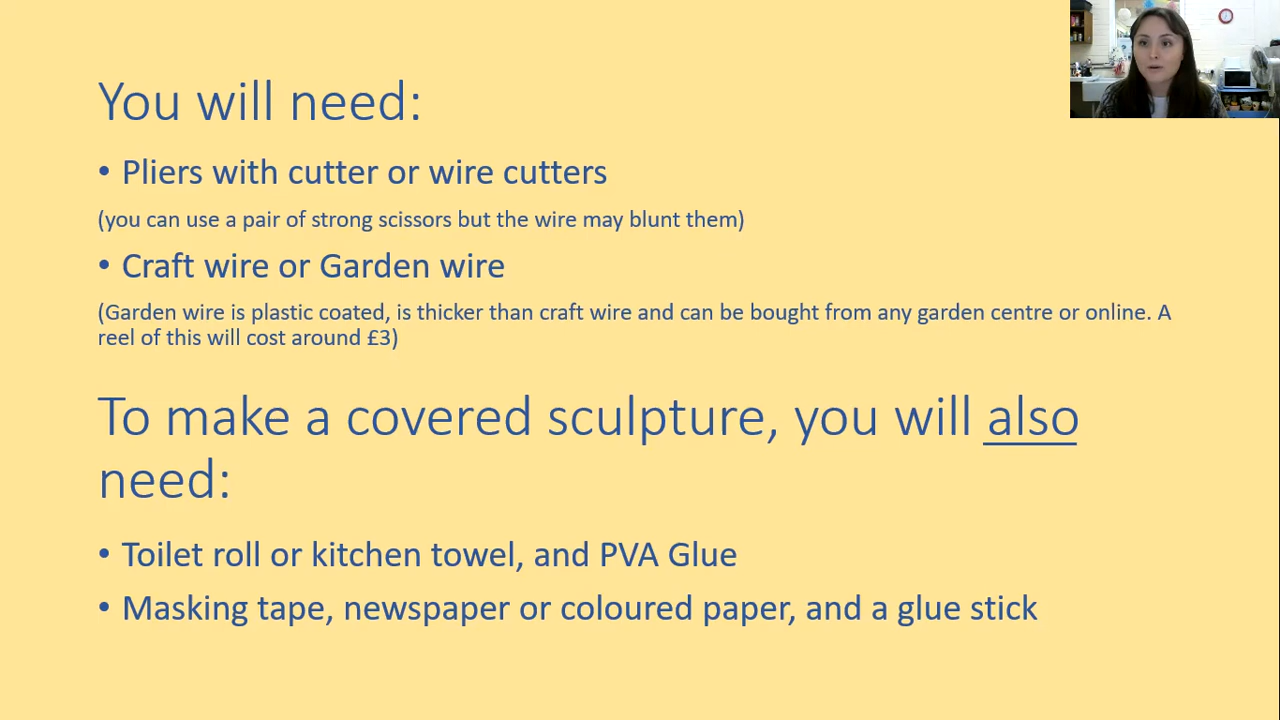 You will need:
• Pliers with cutter or wire cutters
(you can use a pair of strong scissors but the wire may blunt them)
• Craft wire or Garden wire
(Garden wire is plastic coated, is thicker than craft wire and can be bought from any garden centre or online. A
reel of this will cost around £3)
To make a covered sculpture, you will also
need:
• Toilet roll or kitchen towel, and PVA Glue
• Masking tape, newspaper or coloured paper, and a glue stick